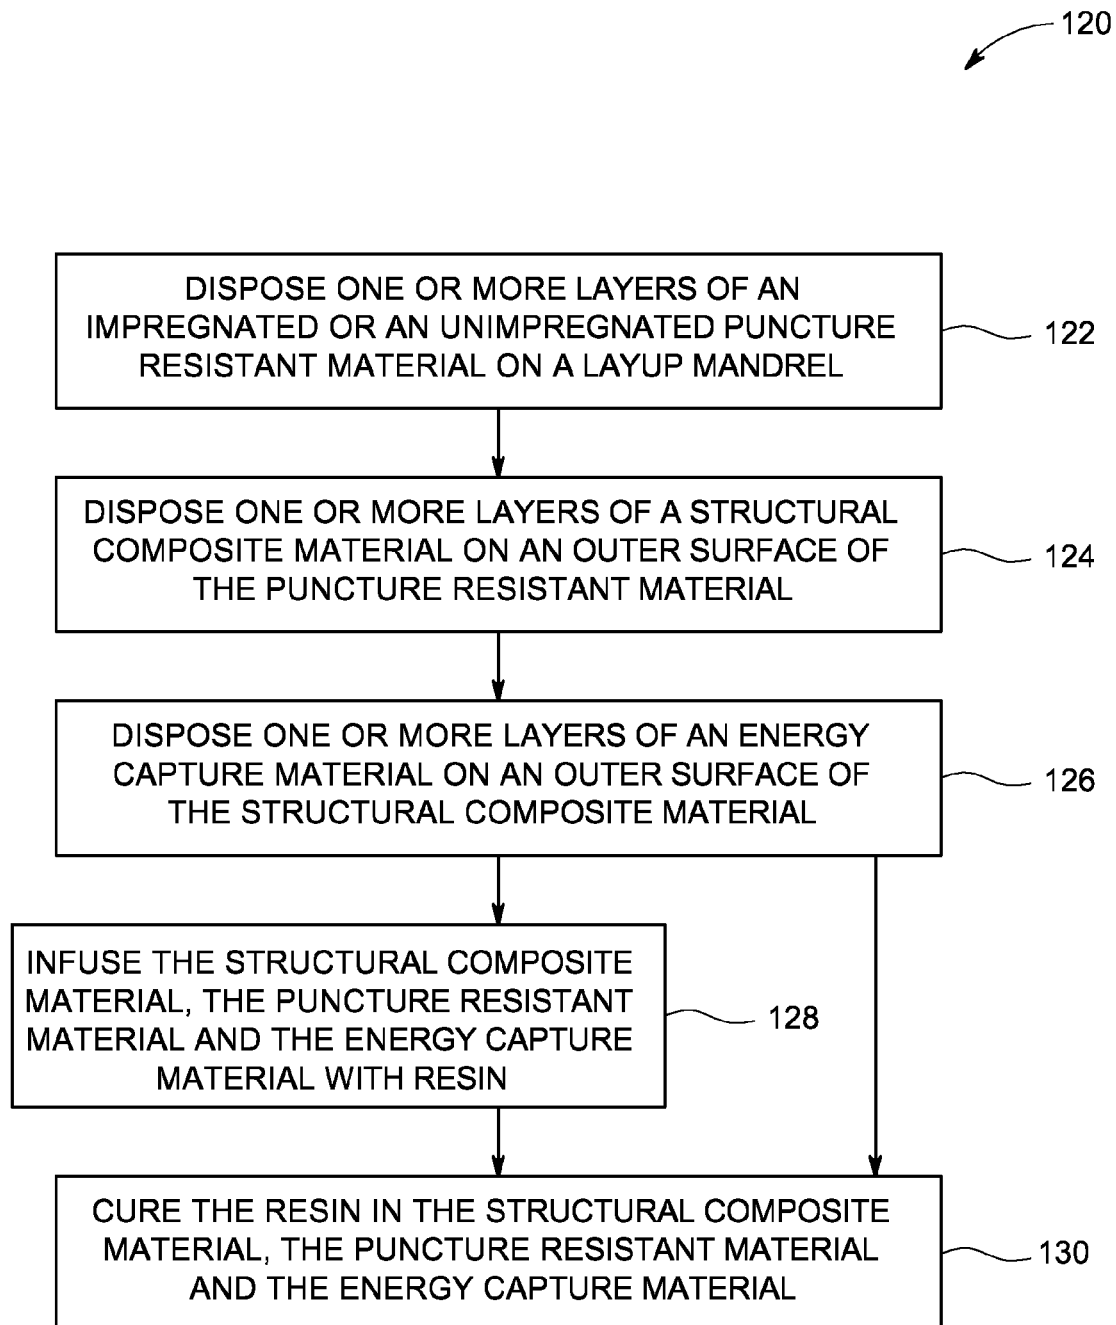 120
DISPOSE ONE OR MORE LAYERS OF AN
IMPREGNATED OR AN UNIMPREGNATED PUNCTURE
RESISTANT MATERIAL ON A LAYUP MANDREL
122
DISPOSE ONE OR MORE LAYERS OF A STRUCTURAL
COMPOSITE MATERIAL ON AN OUTER SURFACE OF
THE PUNCTURE RESISTANT MATERIAL
124
DISPOSE ONE OR MORE LAYERS OF AN ENERGY
CAPTURE MATERIAL ON AN OUTER SURFACE OF
THE STRUCTURAL COMPOSITE MATERIAL
126
INFUSE THE STRUCTURAL COMPOSITE
MATERIAL, THE PUNCTURE RESISTANT
MATERIAL AND THE ENERGY CAPTURE
MATERIAL WITH RESIN
128
CURE THE RESIN IN THE STRUCTURAL COMPOSITE
MATERIAL, THE PUNCTURE RESISTANT MATERIAL
AND THE ENERGY CAPTURE MATERIAL
130